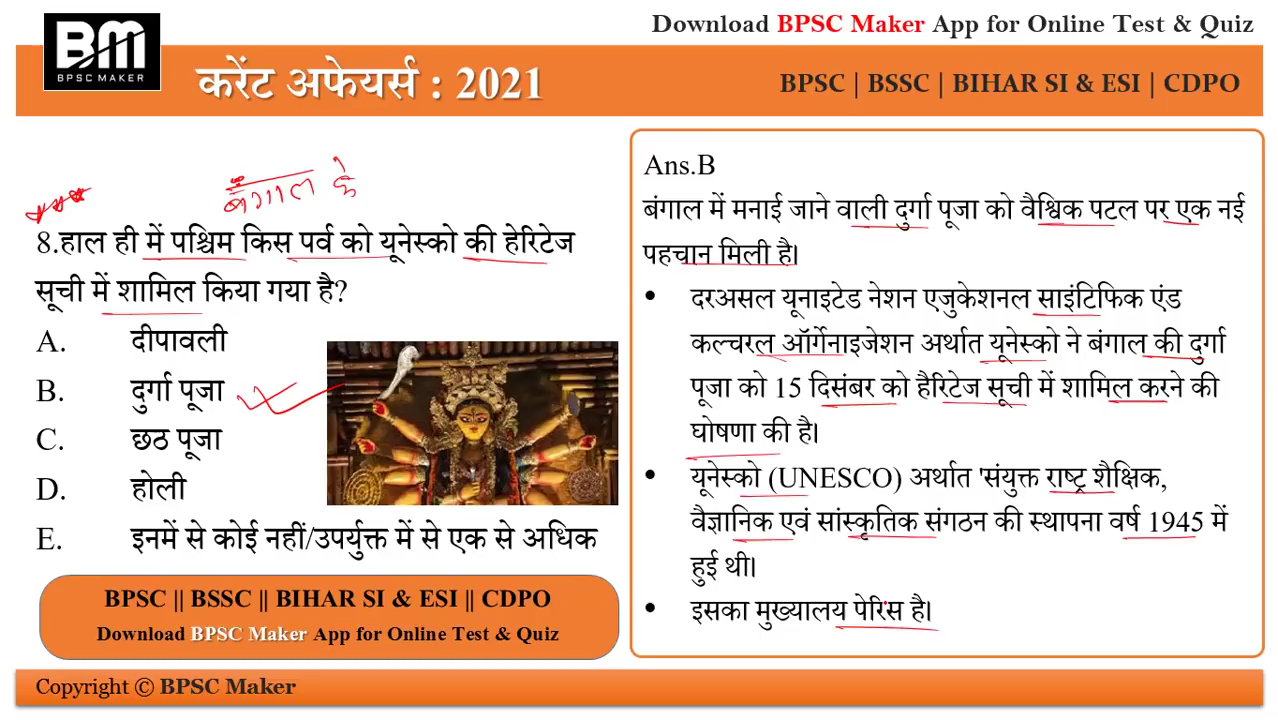 Download BPSC Maker App for Online Test & Quiz
BM
BPSC MAKER
करेंट अफेयर्स : 2021
BPSC | BSSC | BIHAR SI & ESI | CDPO
बंगाल के
8.हाल ही में पश्चिम किस पर्व को यूनेस्को की हेरिटेज
सूची में शामिल किया गया है?
A. दीपावली
B. दुर्गा पूजा
C. छठ पूजा
D. होली
E. इनमें से कोई नहीं/उपर्युक्त में से एक से अधिक
BPSC || BSSC || BIHAR SI & ESI || CDPO
Download BPSC Maker App for Online Test & Quiz
Ans.B
बंगाल में मनाई जाने वाली दुर्गा पूजा को वैश्विक पटल पर एक नई
पहचान मिली है।
• दरअसल यूनाइटेड नेशन एजुकेशनल साइंटिफिक एंड
कल्चरल ऑर्गेनाइजेशन अर्थात यूनेस्को ने बंगाल की दुर्गा
पूजा को 15 दिसंबर को हैरिटेज सूची में शामिल करने की
घोषणा की है।
• यूनेस्को (UNESCO) अर्थात 'संयुक्त राष्ट्र शैक्षिक,
वैज्ञानिक एवं सांस्कृतिक संगठन की स्थापना वर्ष 1945 में
हुई थी।
• इसका मुख्यालय पेरिस है।
Copyright © BPSC Maker